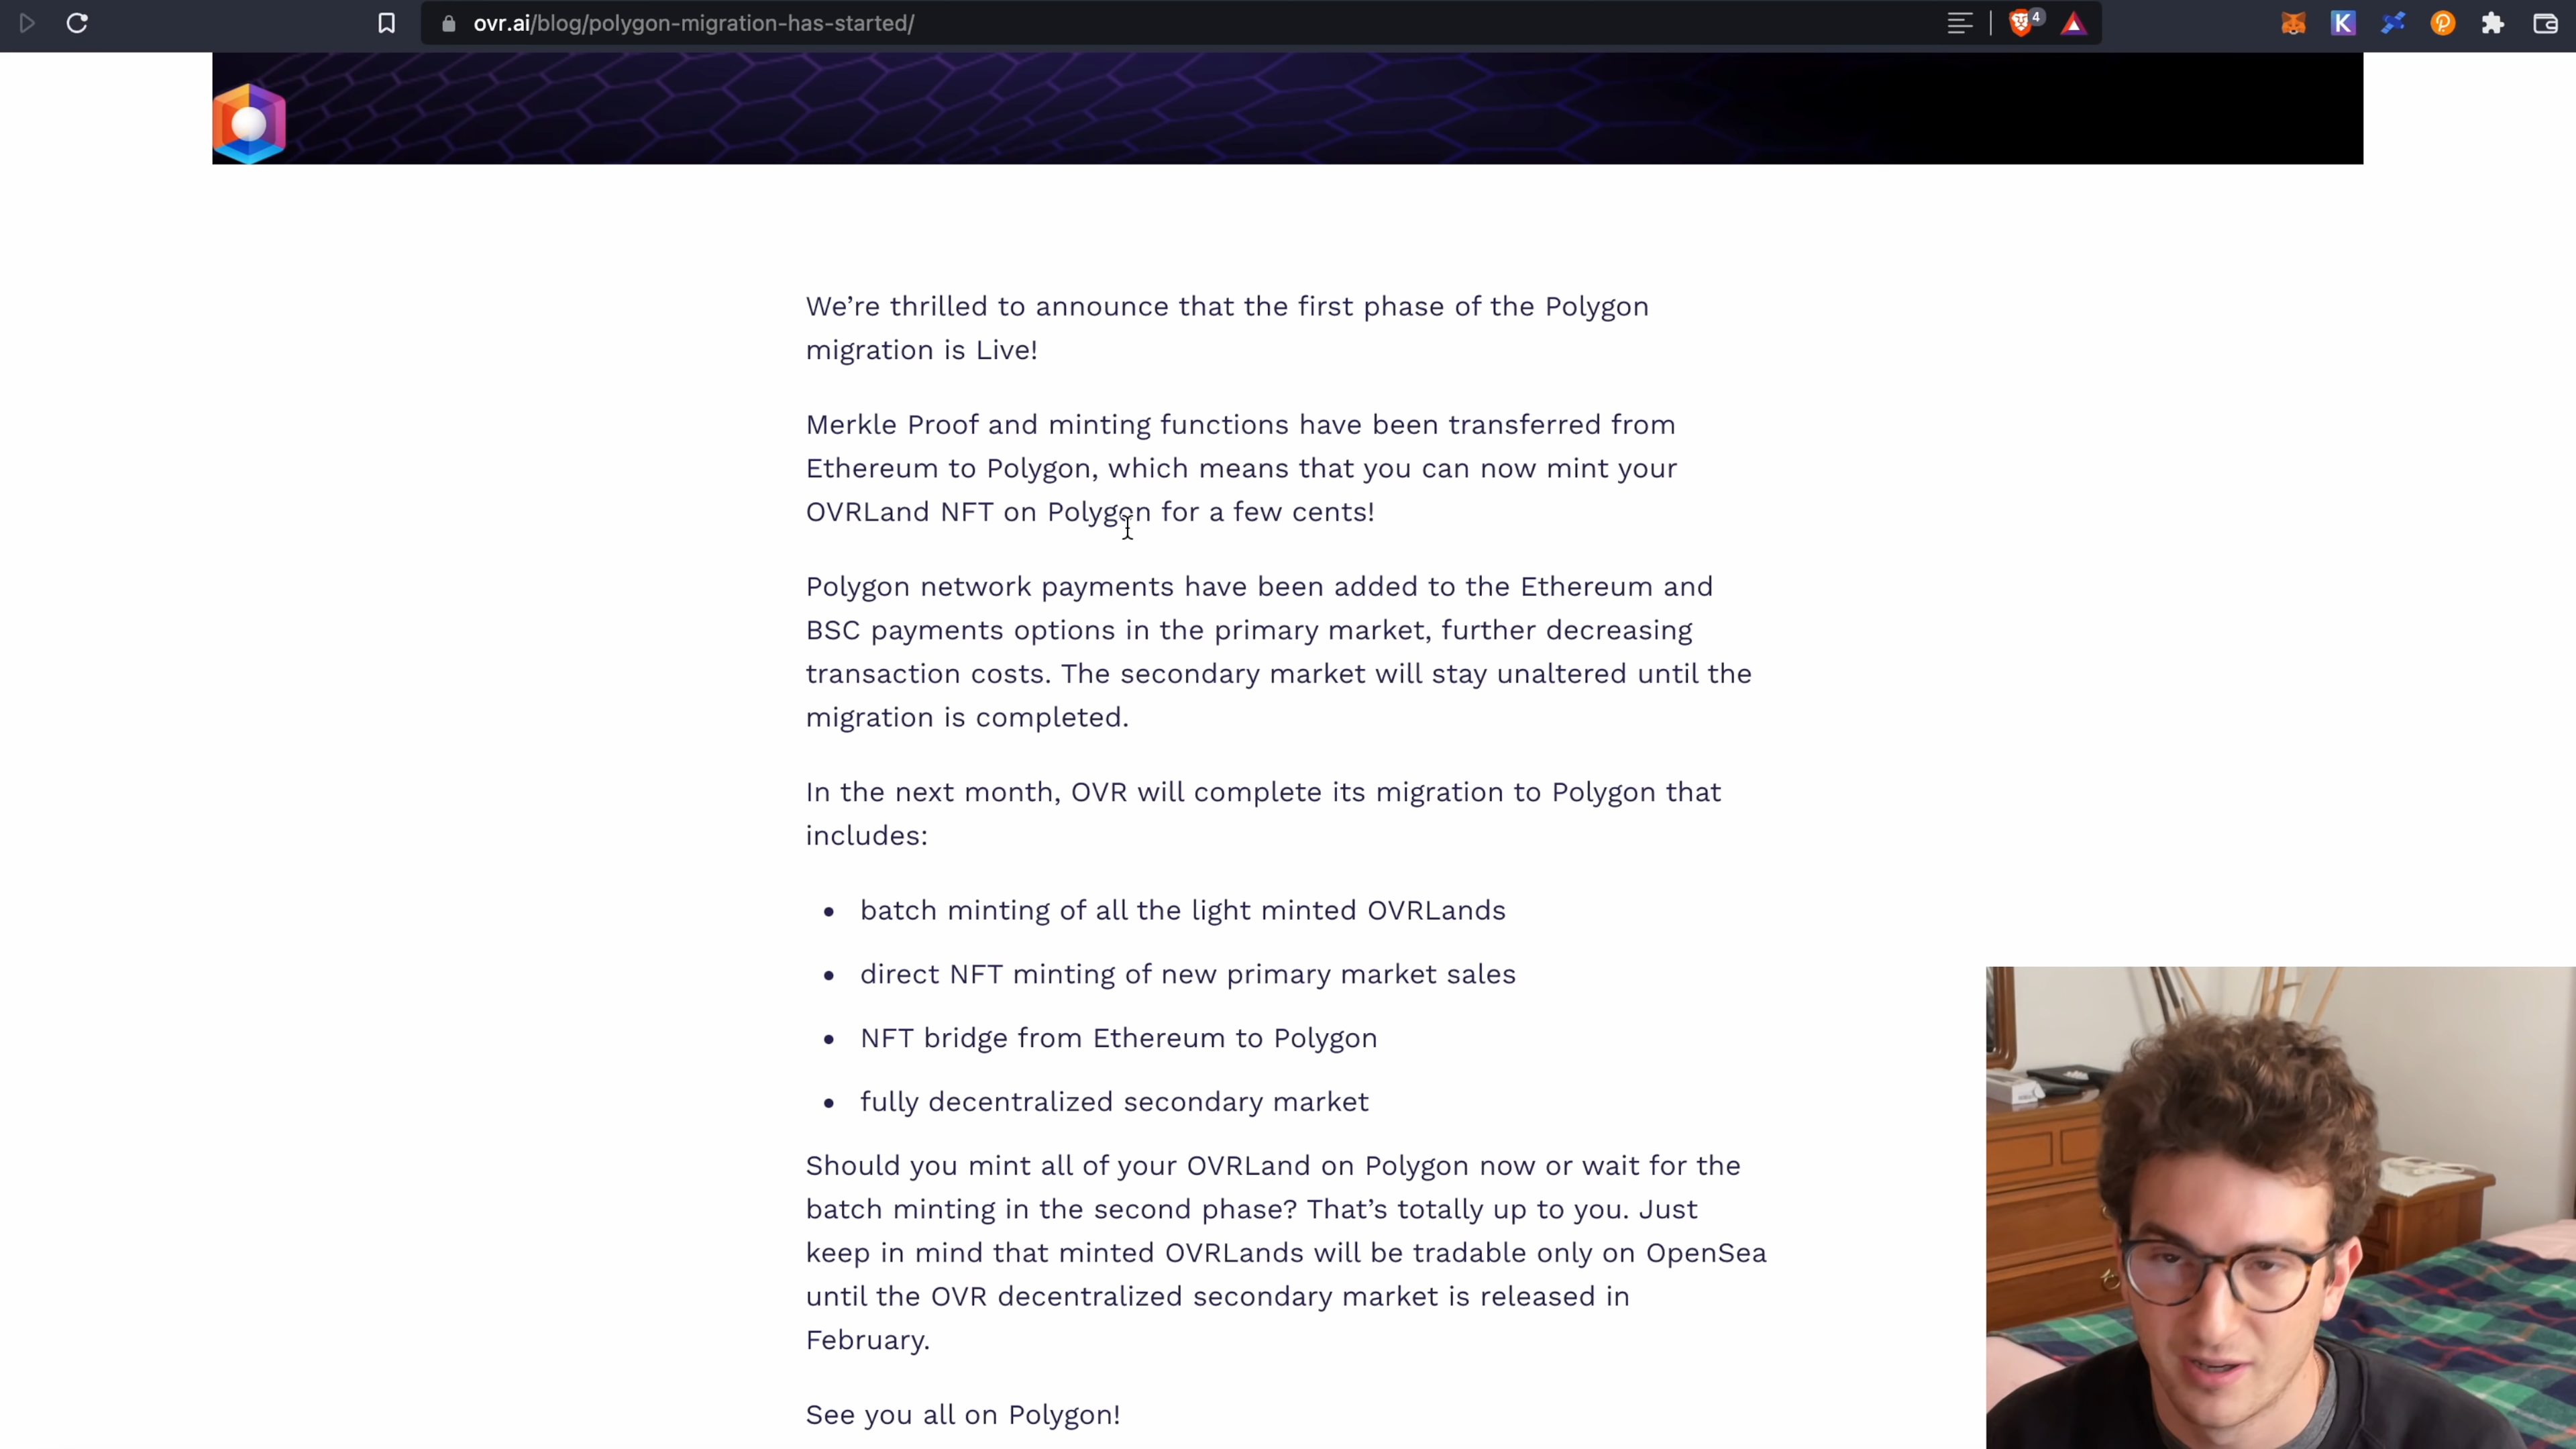 ovr.ai/blog/polygon-migration-has-started/
4
K
We’re thrilled to announce that the first phase of the Polygon
migration is Live!
Merkle Proof and minting functions have been transferred from
Ethereum to Polygon, which means that you can now mint your
OVRLand NFT on Polygon for a few cents!
Polygon network payments have been added to the Ethereum and
BSC payments options in the primary market, further decreasing
transaction costs. The secondary market will stay unaltered until the
migration is completed.
In the next month, OVR will complete its migration to Polygon that
includes:
• batch minting of all the light minted OVRLands
• direct NFT minting of new primary market sales
• NFT bridge from Ethereum to Polygon
• fully decentralized secondary market
Should you mint all of your OVRLand on Polygon now or wait for the
batch minting in the second phase? That’s totally up to you. Just
keep in mind that minted OVRLands will be tradable only on OpenSea
until the OVR decentralized secondary market is released in
February.
See you all on Polygon!